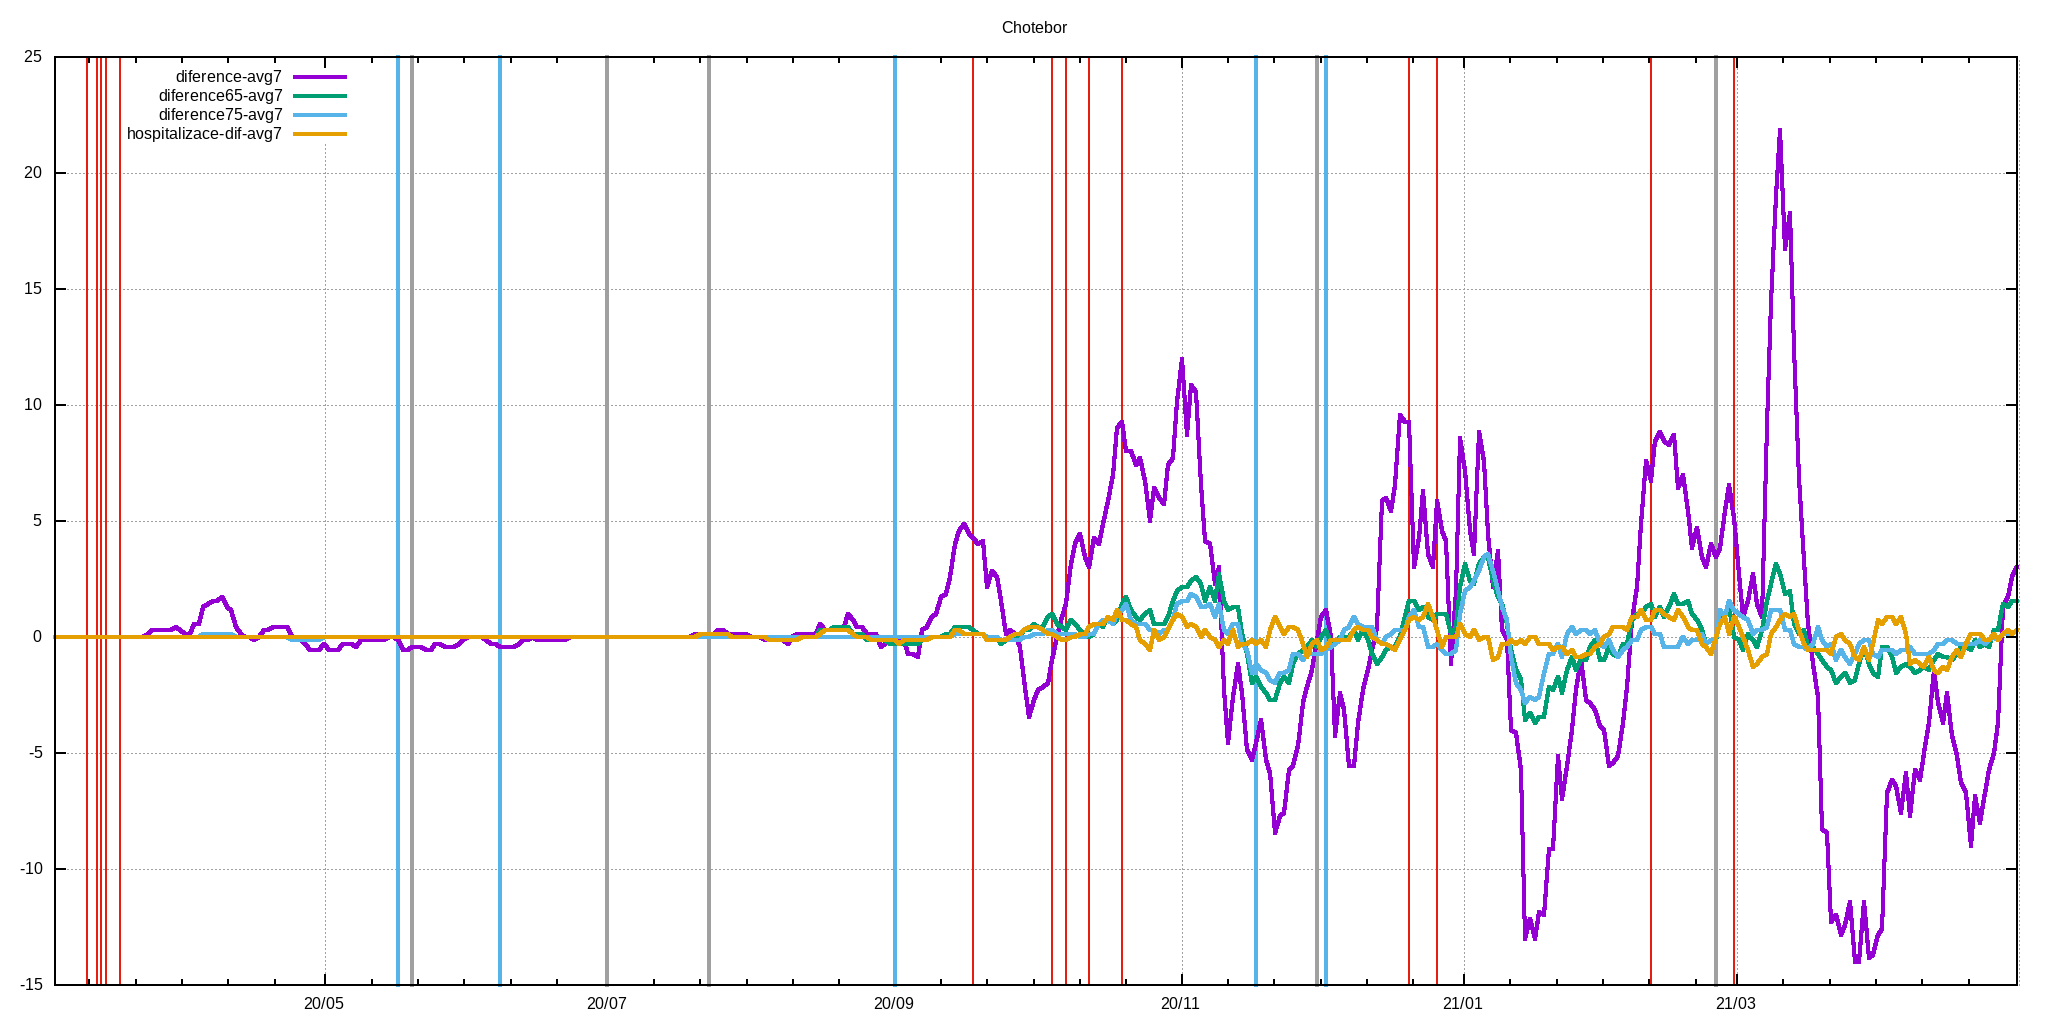 Chotebor
25
diference-avg7
diference65-avg7
diference75-avg7
hospitalizace-dif-avg7
20
15
10
5
0
-5
-10
-15
20/05 20/07 20/09 20/11 21/01 21/03